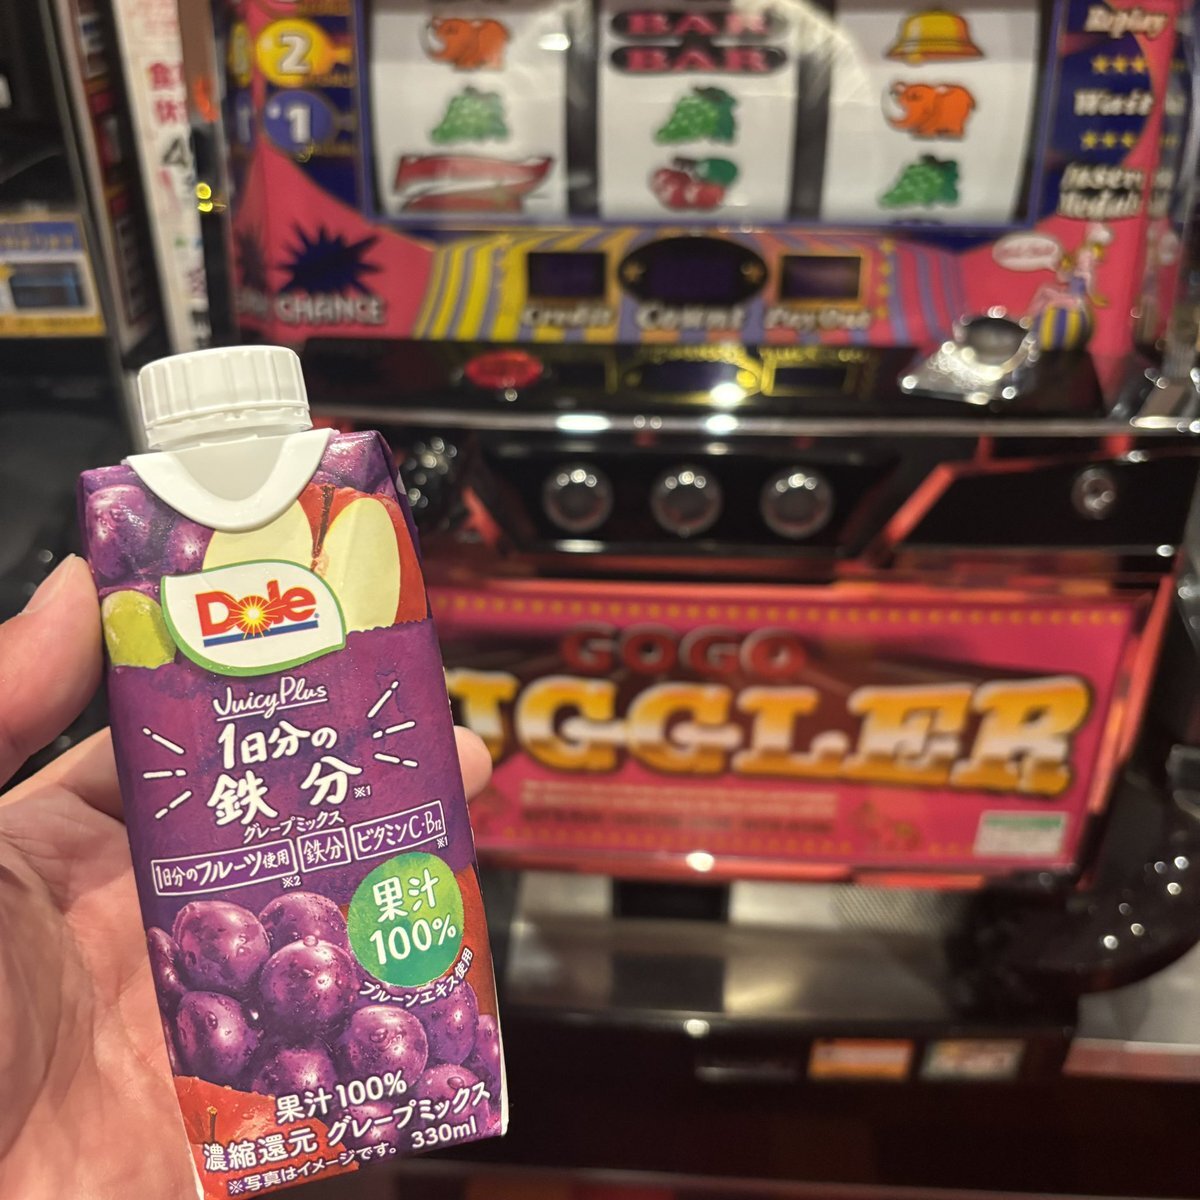 BAR
BAR
Replay
2
1
食
休
4
CHANCE
Credit
Count
PayOut
Dole
JuicyPlus
1日分の
鉄分※1
グレープミックス
1日分のフルーツ使用※2
鉄分
ビタミンC・B12※1
果汁
100%
プルーンエキス使用
果汁100%
濃縮還元 グレープミックス
※写真はイメージです。 330ml
GOGO
JUGGLER